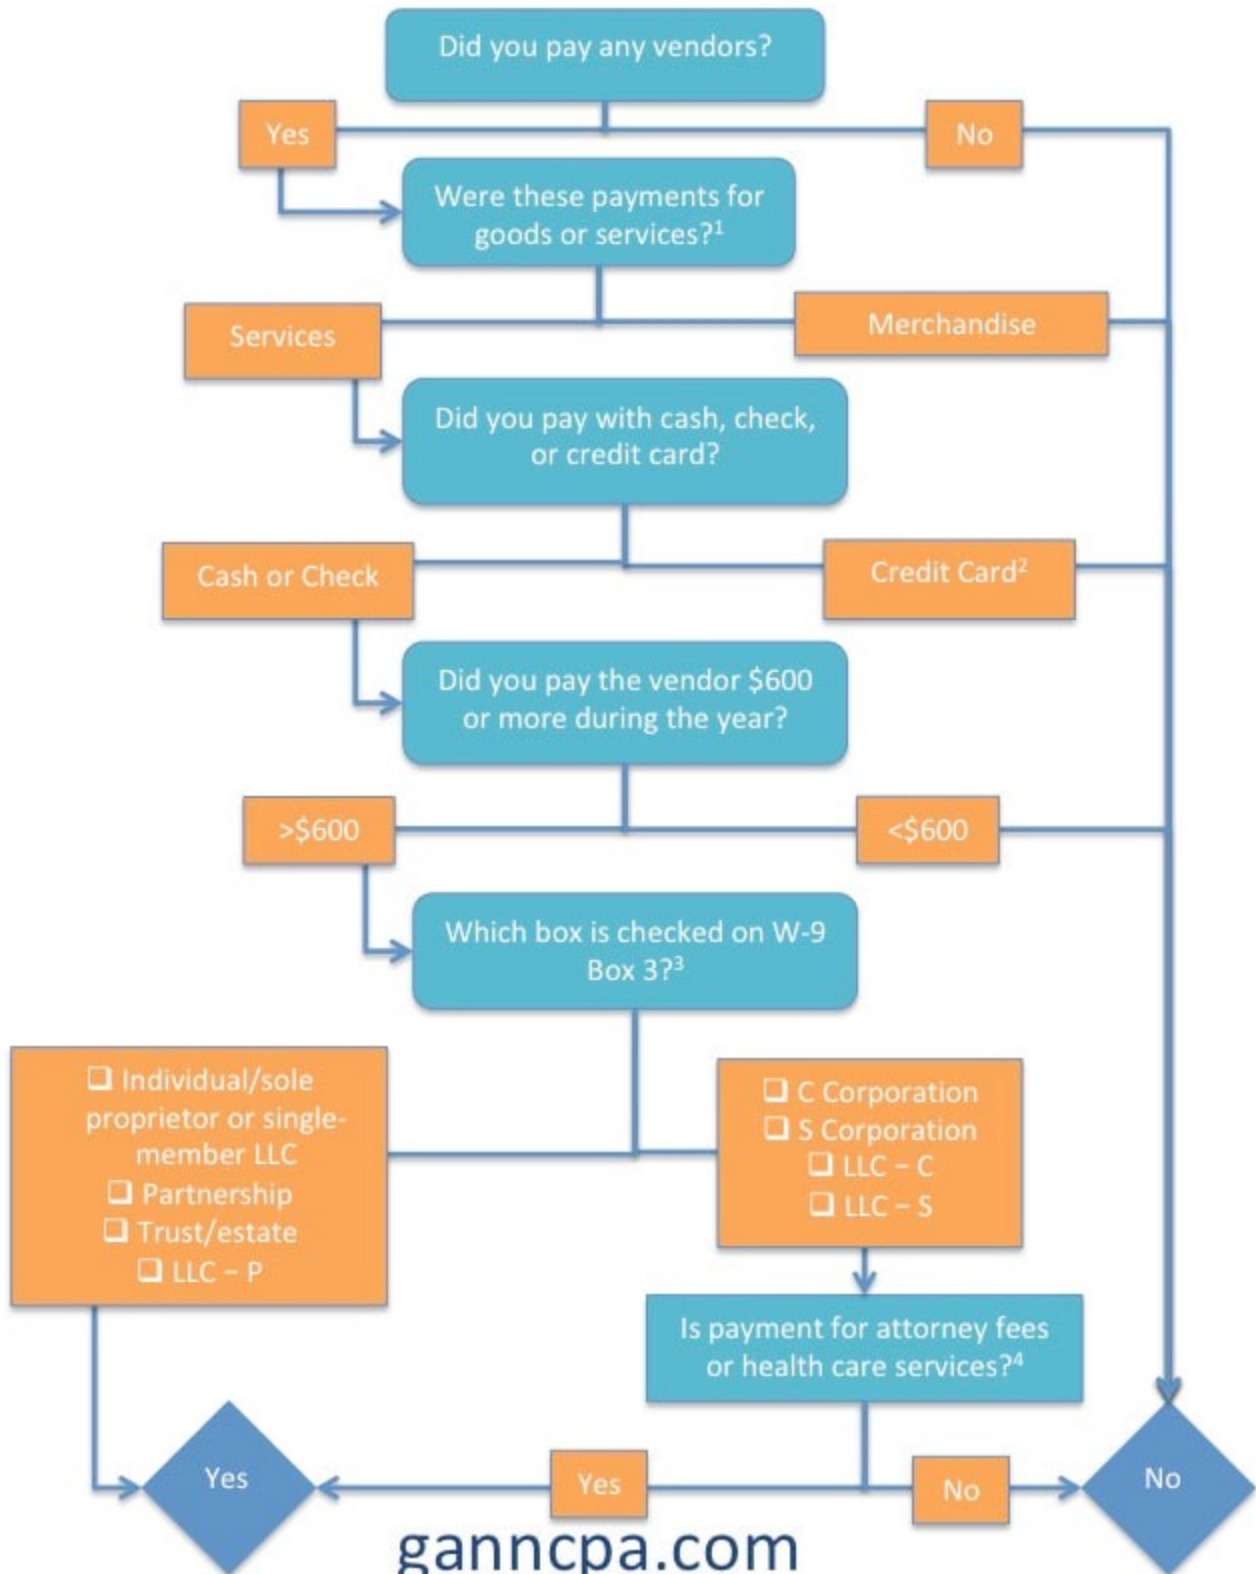 Did you pay any vendors?
Yes
No
Were these payments for
goods or services?¹
Services
Merchandise
Did you pay with cash, check,
or credit card?
Cash or Check
Credit Card²
Did you pay the vendor $600
or more during the year?
>$600
<$600
Which box is checked on W-9
Box 3?³
❑ Individual/sole
proprietor or single-
member LLC
❑ Partnership
❑ Trust/estate
❑ LLC – P
❑ C Corporation
❑ S Corporation
❑ LLC – C
❑ LLC – S
Is payment for attorney fees
or health care services?⁴
Yes
Yes
No
No
ganncpa.com